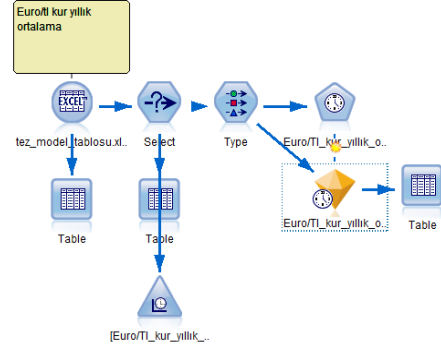 Euro/tl kur yıllık
ortalama
EXCEL
tez_model_tablosu.xl..
Select
Type
Euro/Tl_kur_yıllık_o..
Table
Table
Euro/Tl_kur_yıllık_o..
Table
[Euro/Tl_kur_yıllık_..